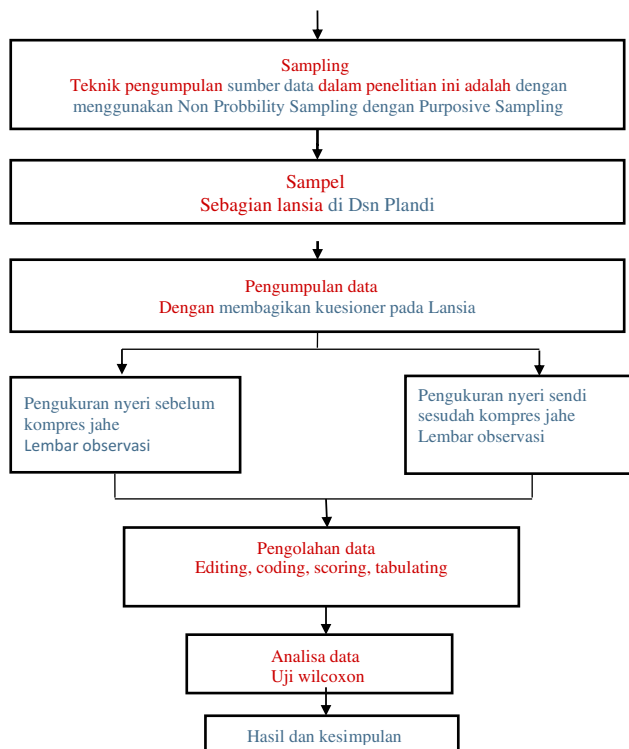 Sampling
Teknik pengumpulan sumber data dalam penelitian ini adalah dengan
menggunakan Non Probbility Sampling dengan Purposive Sampling
Sampel
Sebagian lansia di Dsn Plandi
Pengumpulan data
Dengan membagikan kuesioner pada Lansia
Pengukuran nyeri sebelum
kompres jahe
Lembar observasi
Pengukuran nyeri sendi
sesudah kompres jahe
Lembar observasi
Pengolahan data
Editing, coding, scoring, tabulating
Analisa data
Uji wilcoxon
Hasil dan kesimpulan